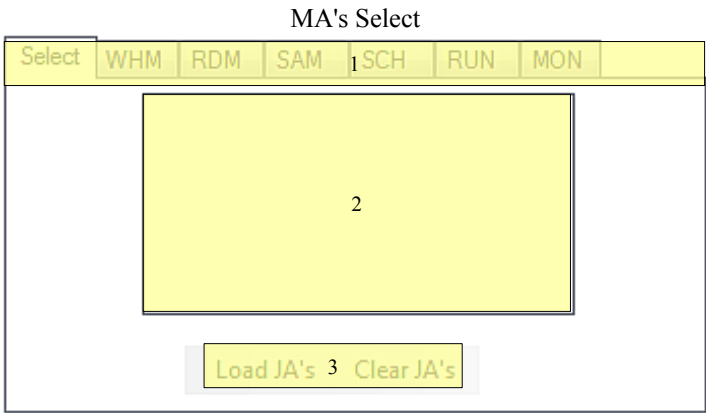 MA's Select
Select WHM RDM SAM 1 SCH RUN MON
2
Load JA's 3 Clear JA's